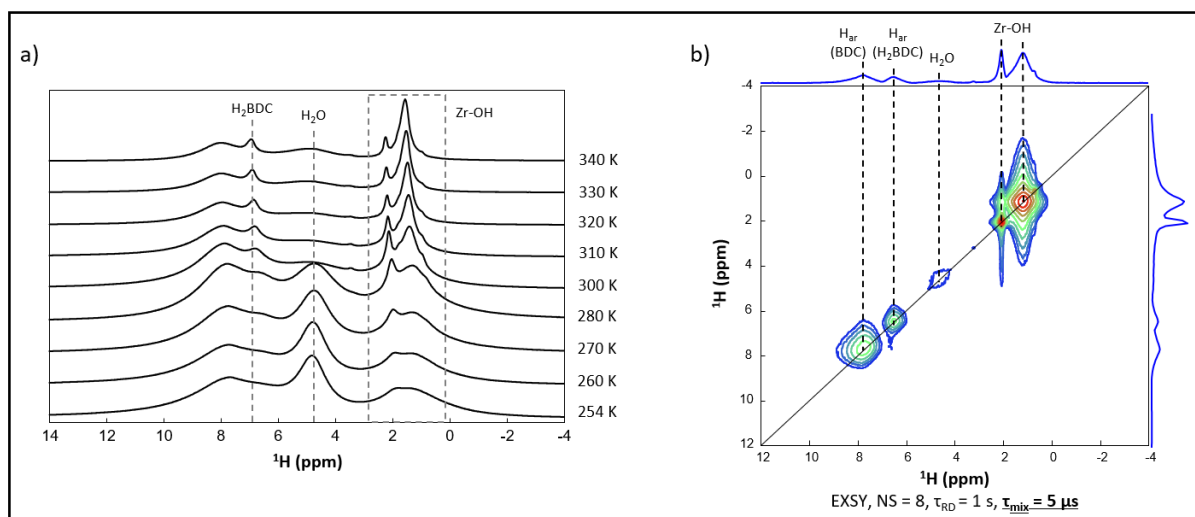 a)
H₂BDC
H₂O
Zr-OH
340 K
330 K
320 K
310 K
300 K
280 K
270 K
260 K
254 K
14 12 10 8 6 4 2 0 -2 -4
¹H (ppm)
b)
Hₐᵣ
(BDC)
Hₐᵣ
(H₂BDC)
H₂O
Zr-OH
-4
-2
0
2
4
6
8
10
12
¹H (ppm)
12 10 8 6 4 2 0 -2 -4
¹H (ppm)
EXSY, NS = 8, τRD = 1 s, τmix = 5 µs